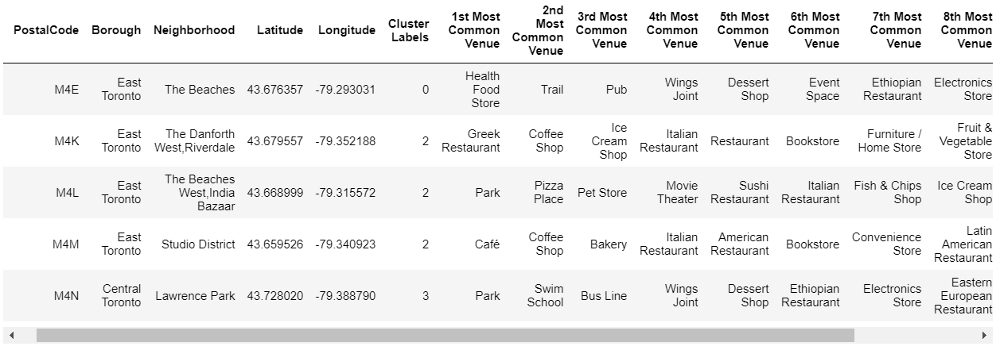 PostalCode Borough Neighborhood Latitude Longitude Cluster Labels 1st Most Common Venue 2nd Most Common Venue 3rd Most Common Venue 4th Most Common Venue 5th Most Common Venue 6th Most Common Venue 7th Most Common Venue 8th Most Common Venue
M4E East Toronto The Beaches 43.676357 -79.293031 0 Health Food Store Trail Pub Wings Joint Dessert Shop Event Space Ethiopian Restaurant Electronics Store
M4K East Toronto The Danforth West,Riverdale 43.679557 -79.352188 2 Greek Restaurant Coffee Shop Ice Cream Shop Italian Restaurant Restaurant Bookstore Furniture / Home Store Fruit & Vegetable Store
M4L East Toronto The Beaches West,India Bazaar 43.668999 -79.315572 2 Park Pizza Place Pet Store Movie Theater Sushi Restaurant Italian Restaurant Fish & Chips Shop Ice Cream Shop
M4M East Toronto Studio District 43.659526 -79.340923 2 Café Coffee Shop Bakery Italian Restaurant American Restaurant Bookstore Convenience Store Latin American Restaurant
M4N Central Toronto Lawrence Park 43.728020 -79.388790 3 Park Swim School Bus Line Wings Joint Dessert Shop Ethiopian Restaurant Electronics Store Eastern European Restaurant